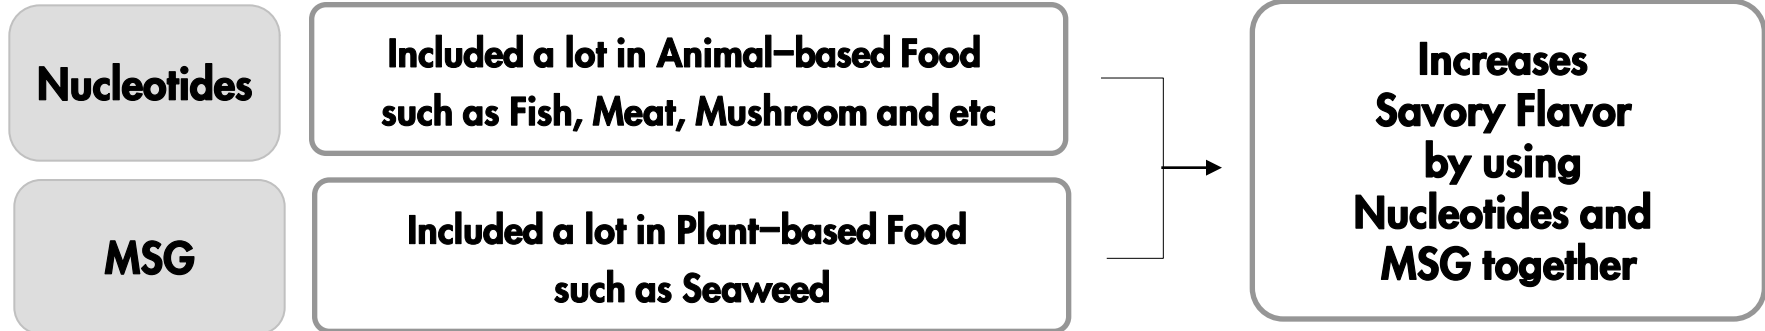 Nucleotides
Included a lot in Animal-based Food
such as Fish, Meat, Mushroom and etc
MSG
Included a lot in Plant-based Food
such as Seaweed
Increases
Savory Flavor
by using
Nucleotides and
MSG together